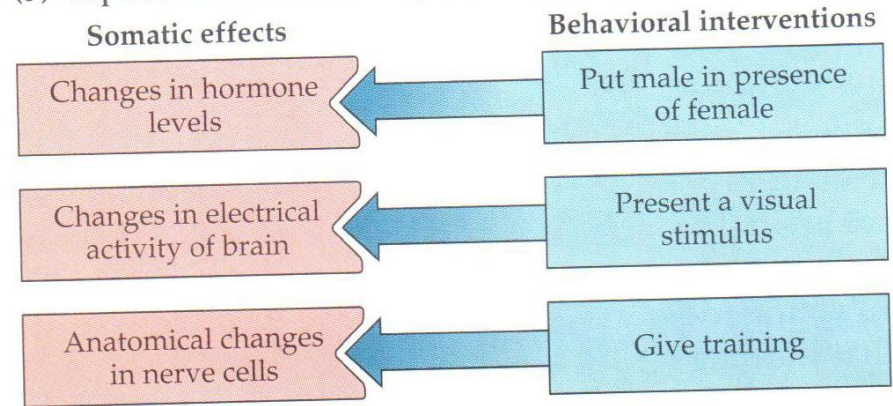 Somatic effects
Behavioral interventions
Changes in hormone
levels
Put male in presence
of female
Changes in electrical
activity of brain
Present a visual
stimulus
Anatomical changes
in nerve cells
Give training